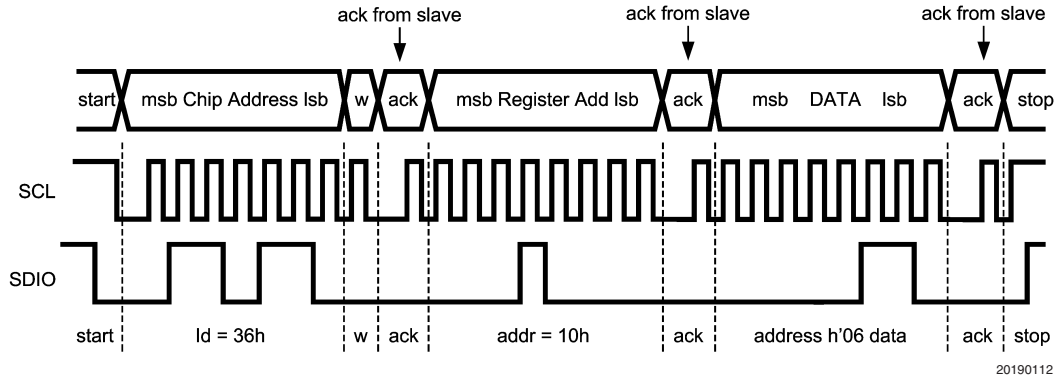 ack from slave ack from slave ack from slave
start msb Chip Address lsb w ack msb Register Add lsb ack msb DATA lsb ack stop
SCL
SDIO
start Id = 36h w ack addr = 10h ack address h'06 data ack stop
20190112